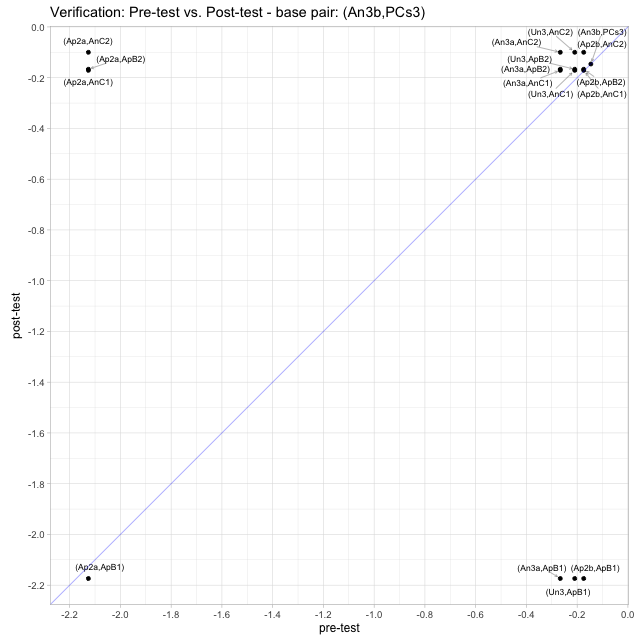 Verification: Pre-test vs. Post-test - base pair: (An3b,PCs3)
0.0
(Ap2a,AnC2)
(Un3,AnC2)
(An3b,PCs3)
(An3a,AnC2)
(Ap2b,AnC2)
(Ap2a,ApB2)
(Un3,ApB2)
(An3a,ApB2)
-0.2
(Ap2a,AnC1)
(An3a,AnC1)
(Ap2b,ApB2)
(Un3,AnC1)
(Ap2b,AnC1)
-0.4
-0.6
-0.8
-1.0
-1.2
post-test
-1.4
-1.6
-1.8
-2.0
(Ap2a,ApB1)
(An3a,ApB1)
(Ap2b,ApB1)
-2.2
(Un3,ApB1)
-2.2 -2.0 -1.8 -1.6 -1.4 -1.2 -1.0 -0.8 -0.6 -0.4 -0.2 0.0
pre-test